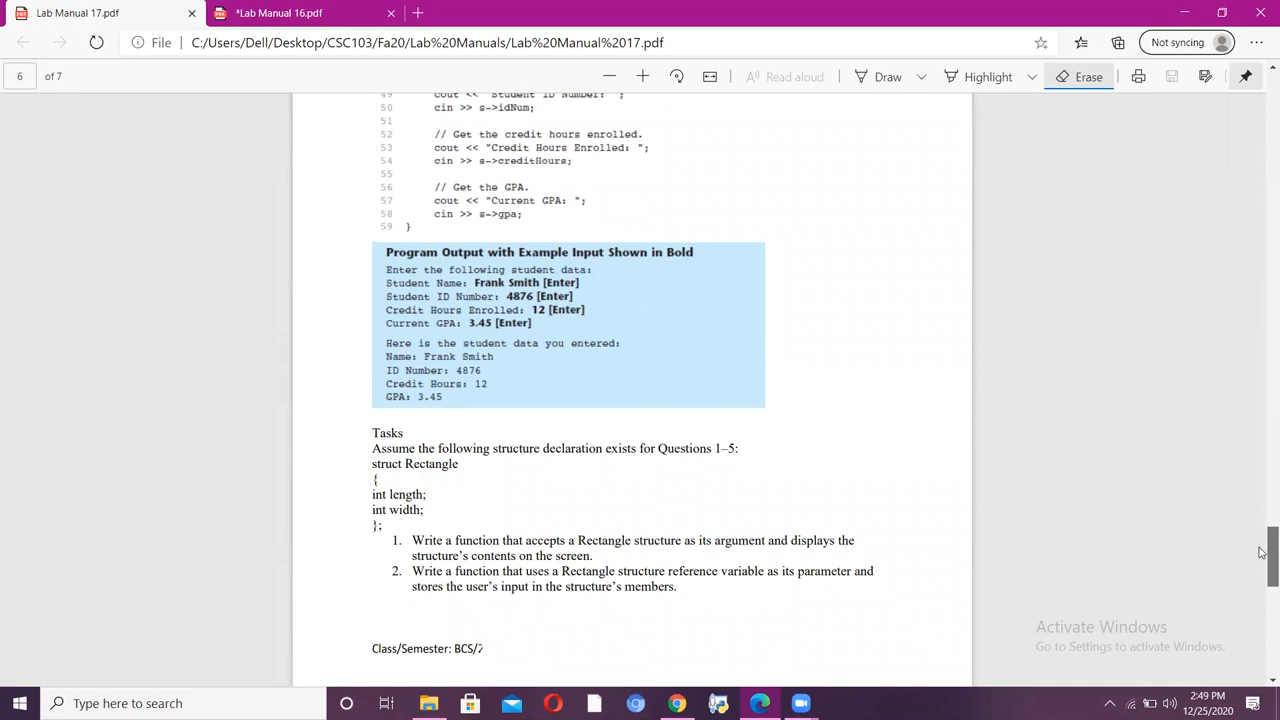 Lab Manual 17.pdf
*Lab Manual 16.pdf
File C:/Users/Dell/Desktop/CSC103/Fa20/Lab%20Manuals/Lab%20Manual%2017.pdf Not syncing
6 of 7 Read aloud Draw Highlight Erase
49 cout << "Student ID Number: ";
50 cin >> s->idNum;
51
52 // Get the credit hours enrolled.
53 cout << "Credit Hours Enrolled: ";
54 cin >> s->creditHours;
55
56 // Get the GPA.
57 cout << "Current GPA: ";
58 cin >> s->gpa;
59 }
Program Output with Example Input Shown in Bold
Enter the following student data:
Student Name: Frank Smith [Enter]
Student ID Number: 4876 [Enter]
Credit Hours Enrolled: 12 [Enter]
Current GPA: 3.45 [Enter]
Here is the student data you entered:
Name: Frank Smith
ID Number: 4876
Credit Hours: 12
GPA: 3.45
Tasks
Assume the following structure declaration exists for Questions 1–5:
struct Rectangle
{
int length;
int width;
};
1. Write a function that accepts a Rectangle structure as its argument and displays the
structure's contents on the screen.
2. Write a function that uses a Rectangle structure reference variable as its parameter and
stores the user's input in the structure's members.
Class/Semester: BCS/2
Activate Windows
Go to Settings to activate Windows.
Type here to search
2:49 PM
12/25/2020